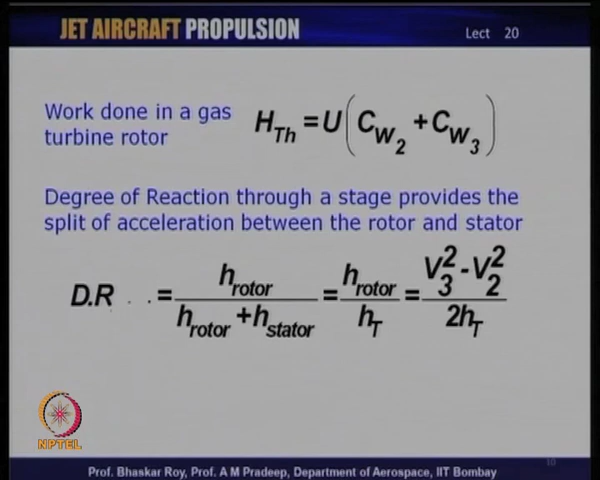 JET AIRCRAFT PROPULSION
Lect 20
Work done in a gas
turbine rotor
H_Th = U(C_W_2 + C_W_3)
Degree of Reaction through a stage provides the
split of acceleration between the rotor and stator
D.R . . = h_rotor / (h_rotor + h_stator) = h_rotor / h_T = (V_3^2 - V_2^2) / 2h_T
NPTEL
10
Prof. Bhaskar Roy, Prof. A M Pradeep, Department of Aerospace, IIT Bombay